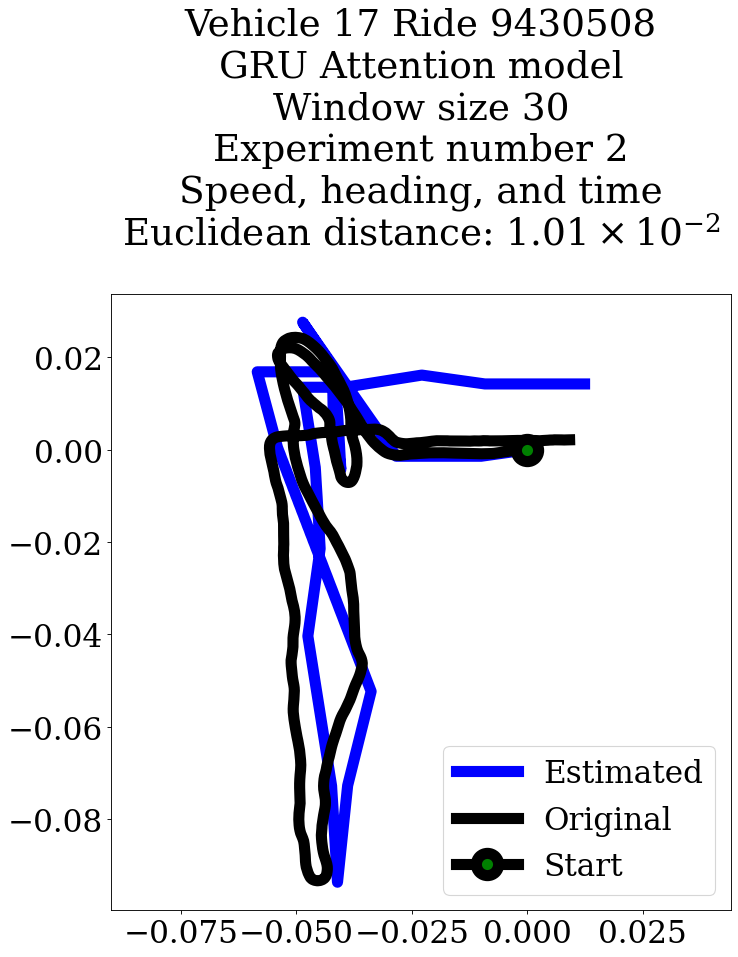 Vehicle 17 Ride 9430508
GRU Attention model
Window size 30
Experiment number 2
Speed, heading, and time
Euclidean distance: 1.01 × 10⁻²
0.02
0.00
−0.02
−0.04
−0.06
−0.08
Estimated
Original
Start
−0.075 −0.050 −0.025 0.000 0.025